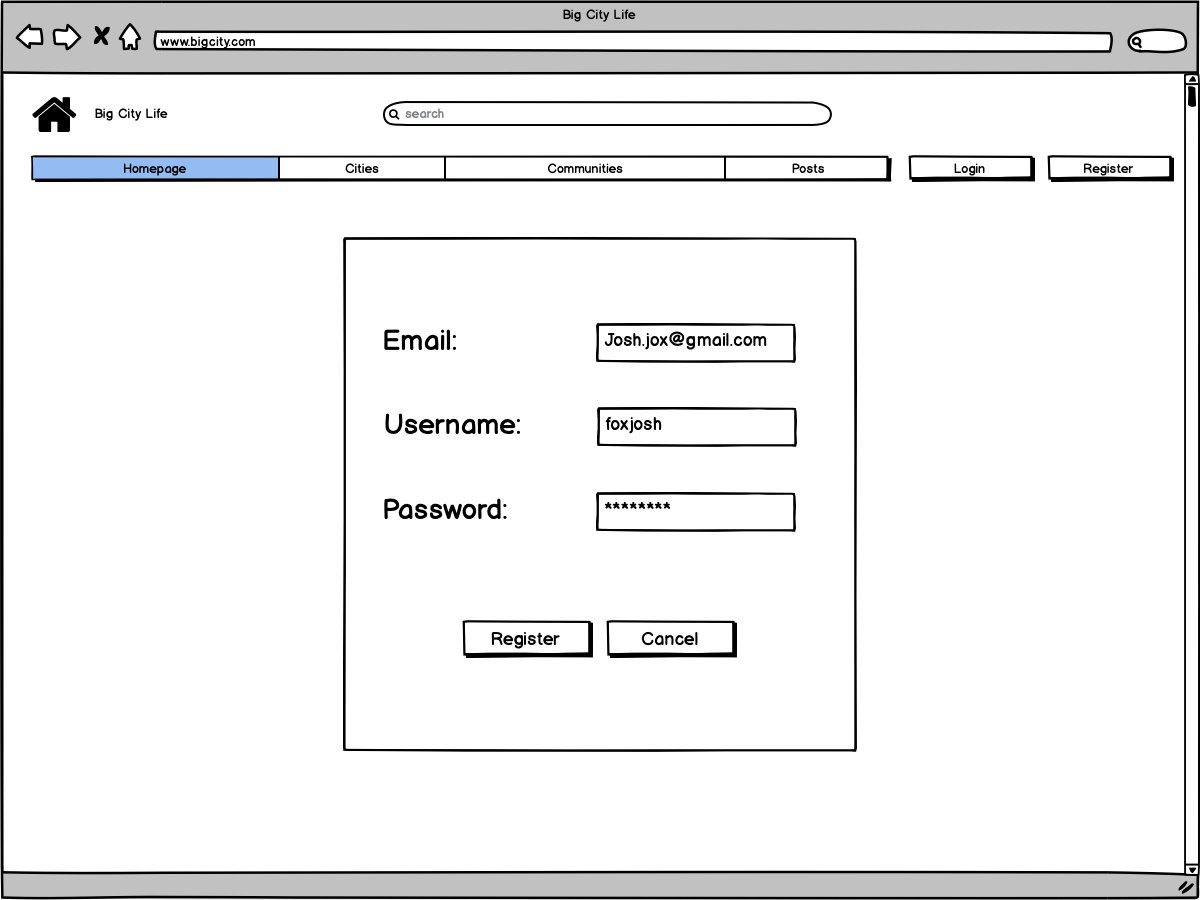 Big City Life
www.bigcity.com
Big City Life
search
Homepage Cities Communities Posts Login Register
Email: Josh.jox@gmail.com
Username: foxjosh
Password: ********
Register Cancel